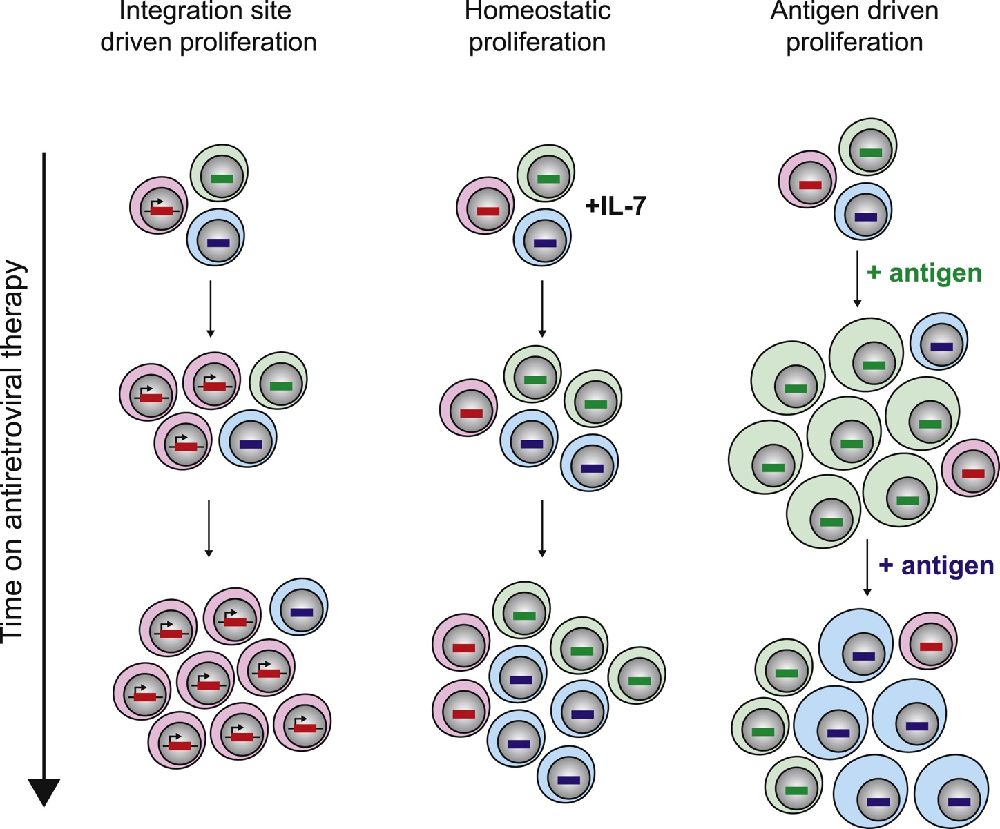 Integration site
driven proliferation
Homeostatic
proliferation
Antigen driven
proliferation
Time on antiretroviral therapy
+IL-7
+ antigen
+ antigen